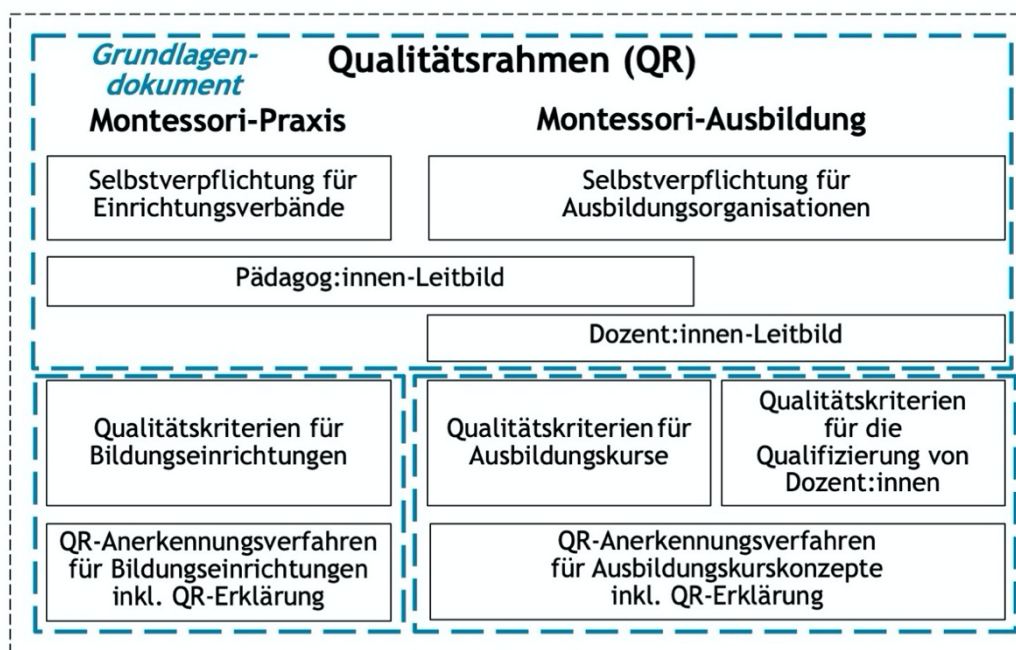 Grundlagen-
dokument
Qualitätsrahmen (QR)
Montessori-Praxis
Montessori-Ausbildung
Selbstverpflichtung für
Einrichtungsverbände
Selbstverpflichtung für
Ausbildungsorganisationen
Pädagog:innen-Leitbild
Dozent:innen-Leitbild
Qualitätskriterien für
Bildungseinrichtungen
Qualitätskriterien für
Ausbildungskurse
Qualitätskriterien
für die
Qualifizierung von
Dozent:innen
QR-Anerkennungsverfahren
für Bildungseinrichtungen
inkl. QR-Erklärung
QR-Anerkennungsverfahren
für Ausbildungskurskonzepte
inkl. QR-Erklärung